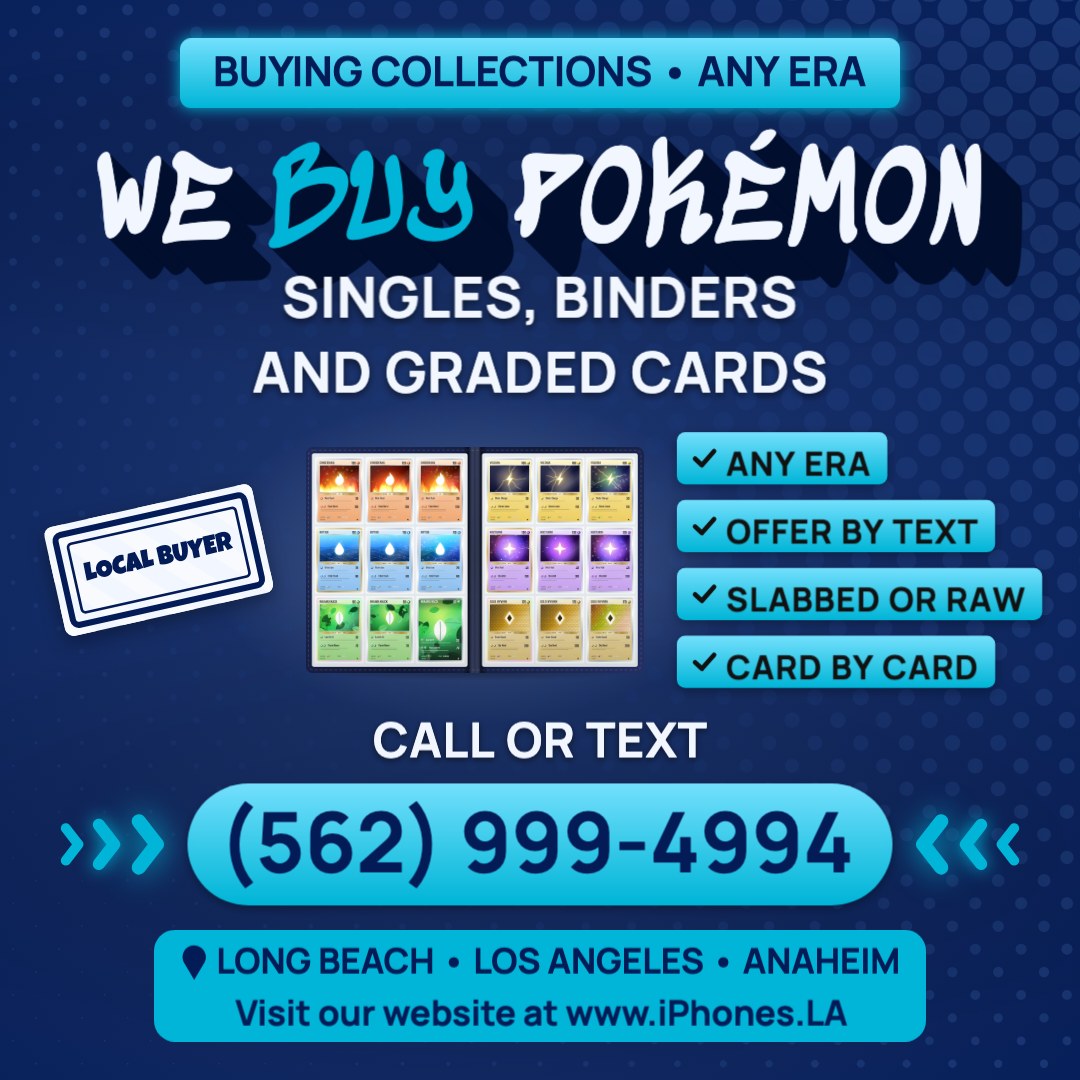 BUYING COLLECTIONS • ANY ERA
WE BUY POKÉMON
SINGLES, BINDERS
AND GRADED CARDS
LOCAL BUYER
✓ ANY ERA
✓ OFFER BY TEXT
✓ SLABBED OR RAW
✓ CARD BY CARD
CALL OR TEXT
(562) 999-4994
LONG BEACH • LOS ANGELES • ANAHEIM
Visit our website at www.iPhones.LA